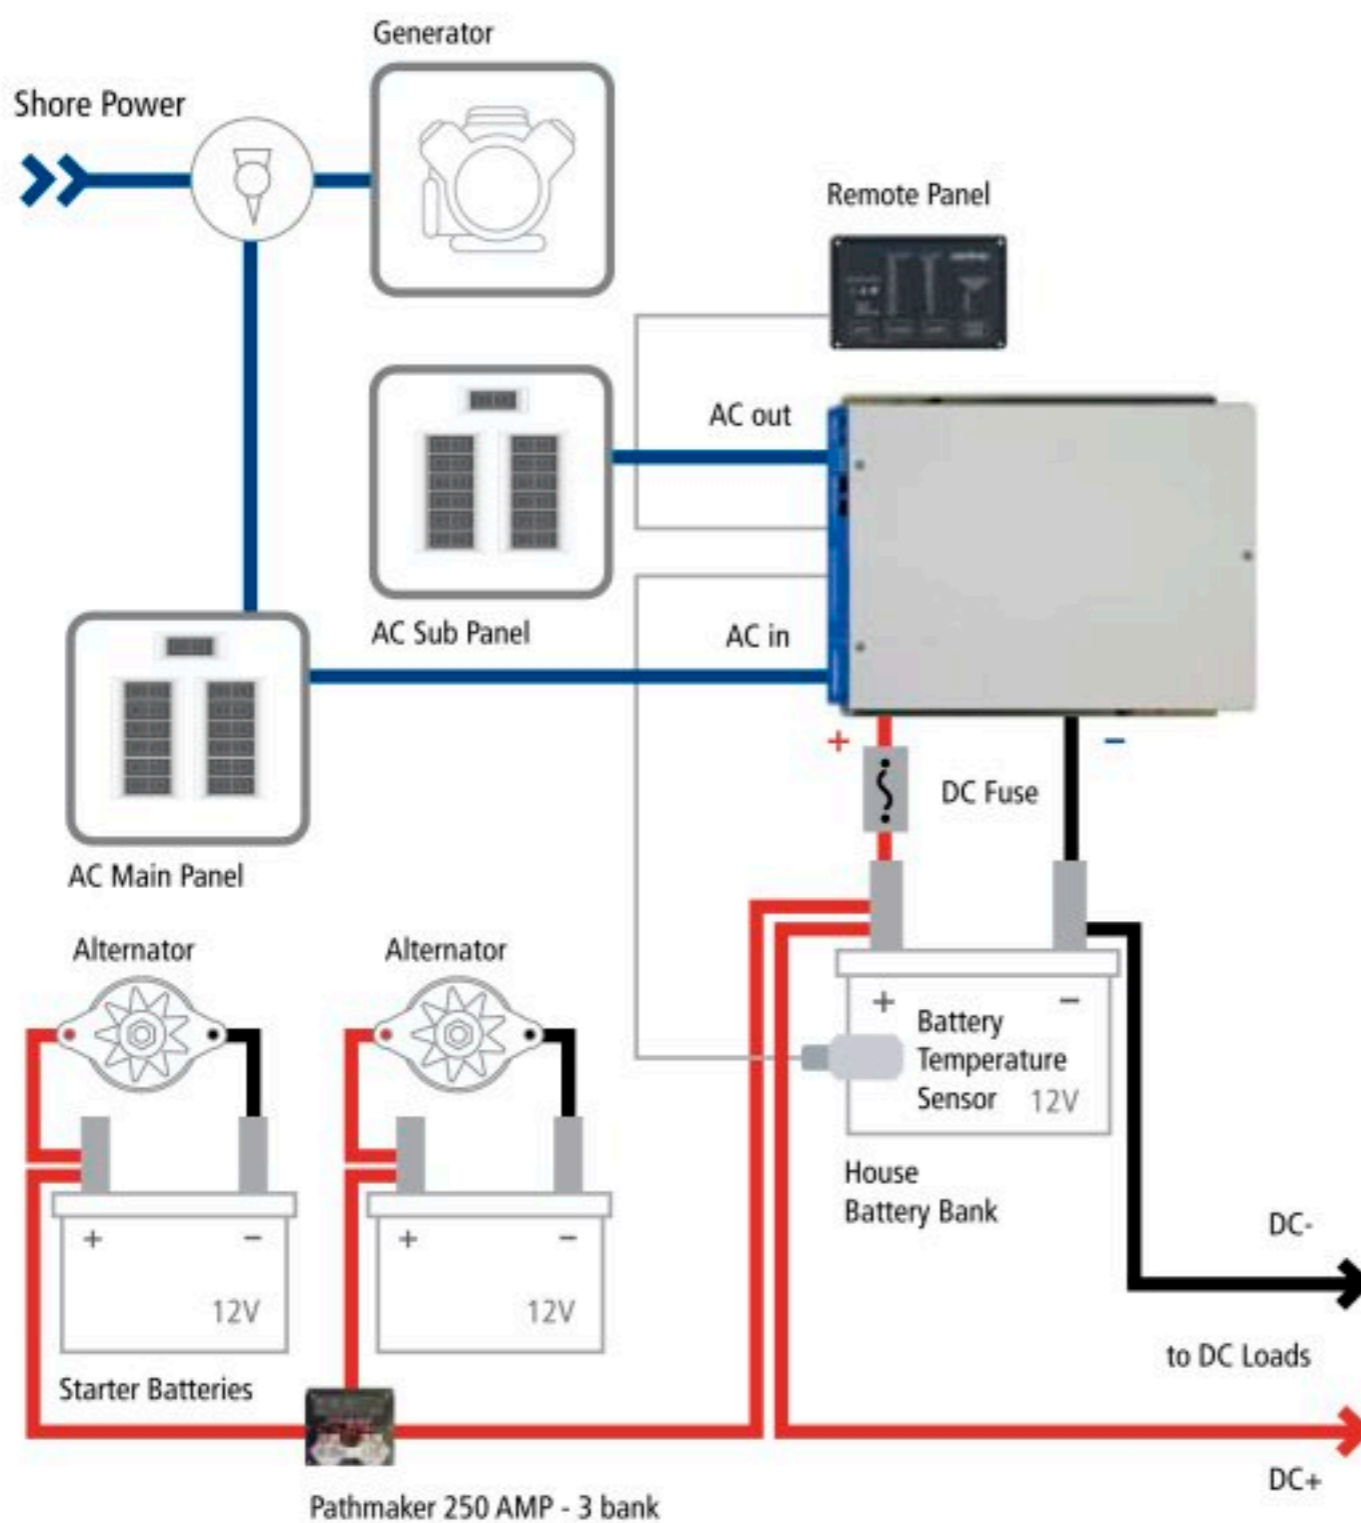 Generator
Shore Power
Remote Panel
AC out
AC Sub Panel
AC in
+
−
DC Fuse
AC Main Panel
Alternator
Alternator
+
−
Battery
Temperature
Sensor
12V
House
Battery Bank
+
−
+
−
12V
12V
DC-
to DC Loads
Starter Batteries
DC+
Pathmaker 250 AMP - 3 bank